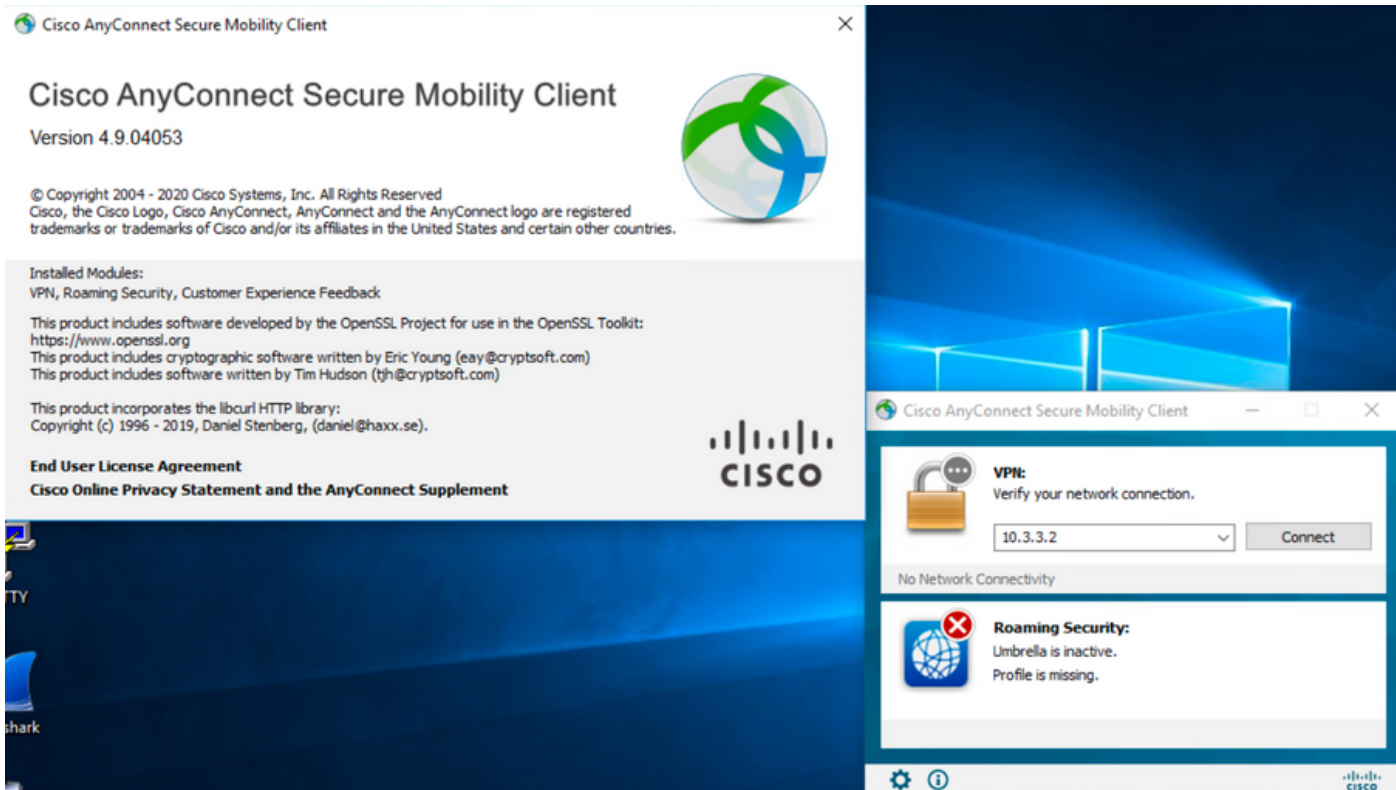 Cisco AnyConnect Secure Mobility Client
Cisco AnyConnect Secure Mobility Client
Version 4.9.04053
© Copyright 2004 - 2020 Cisco Systems, Inc. All Rights Reserved
Cisco, the Cisco Logo, Cisco AnyConnect, AnyConnect and the AnyConnect logo are registered
trademarks or trademarks of Cisco and/or its affiliates in the United States and certain other countries.
Installed Modules:
VPN, Roaming Security, Customer Experience Feedback
This product includes software developed by the OpenSSL Project for use in the OpenSSL Toolkit:
https://www.openssl.org
This product includes cryptographic software written by Eric Young (eay@cryptsoft.com)
This product includes software written by Tim Hudson (tjh@cryptsoft.com)
This product incorporates the libcurl HTTP library:
Copyright (c) 1996 - 2019, Daniel Stenberg, (daniel@haxx.se).
End User License Agreement
Cisco Online Privacy Statement and the AnyConnect Supplement
CISCO
TTY
shark
Cisco AnyConnect Secure Mobility Client
VPN:
Verify your network connection.
10.3.3.2
Connect
No Network Connectivity
Roaming Security:
Umbrella is inactive.
Profile is missing.
CISCO